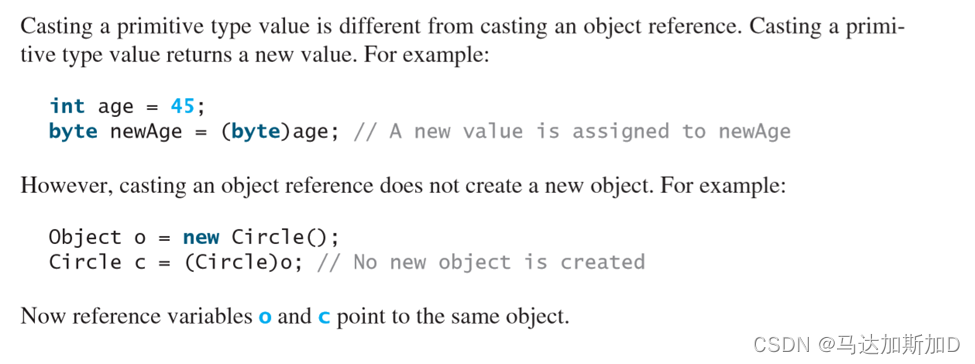 Casting a primitive type value is different from casting an object reference. Casting a primi-
tive type value returns a new value. For example:
int age = 45;
byte newAge = (byte)age; // A new value is assigned to newAge
However, casting an object reference does not create a new object. For example:
Object o = new Circle();
Circle c = (Circle)o; // No new object is created
Now reference variables o and c point to the same object.
CSDN @马达加斯加D